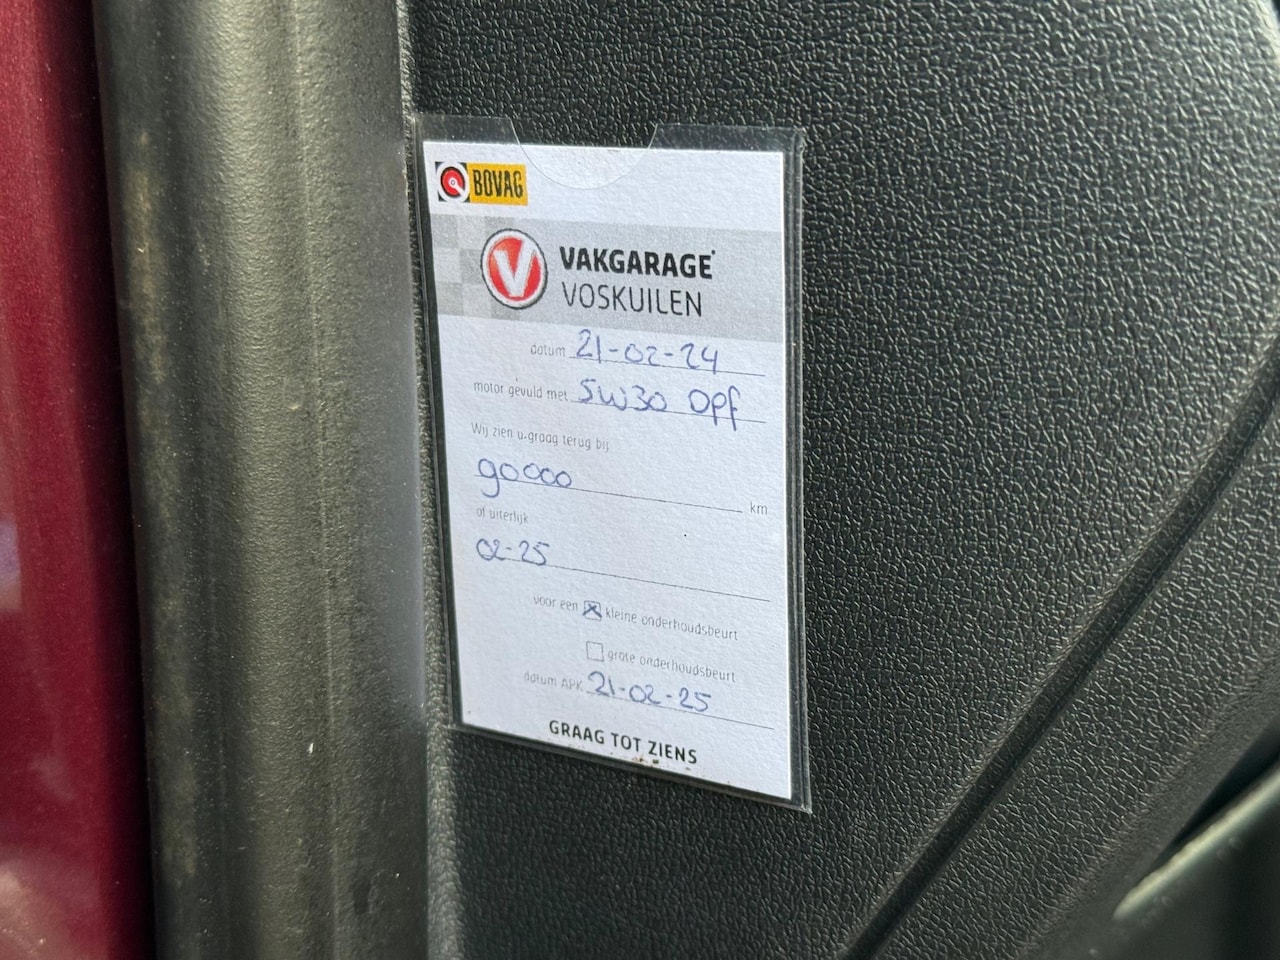 BOVAG
VAKGARAGE
VOSKUILEN
datum 21-02-24
motor gevuld met 5W30 Dpf
Wij zien u graag terug bij
90000 km
of uiterlijk
02-25
voor een ☒ kleine onderhoudsbeurt
☐ grote onderhoudsbeurt
datum APK 21-02-25
GRAAG TOT ZIENS